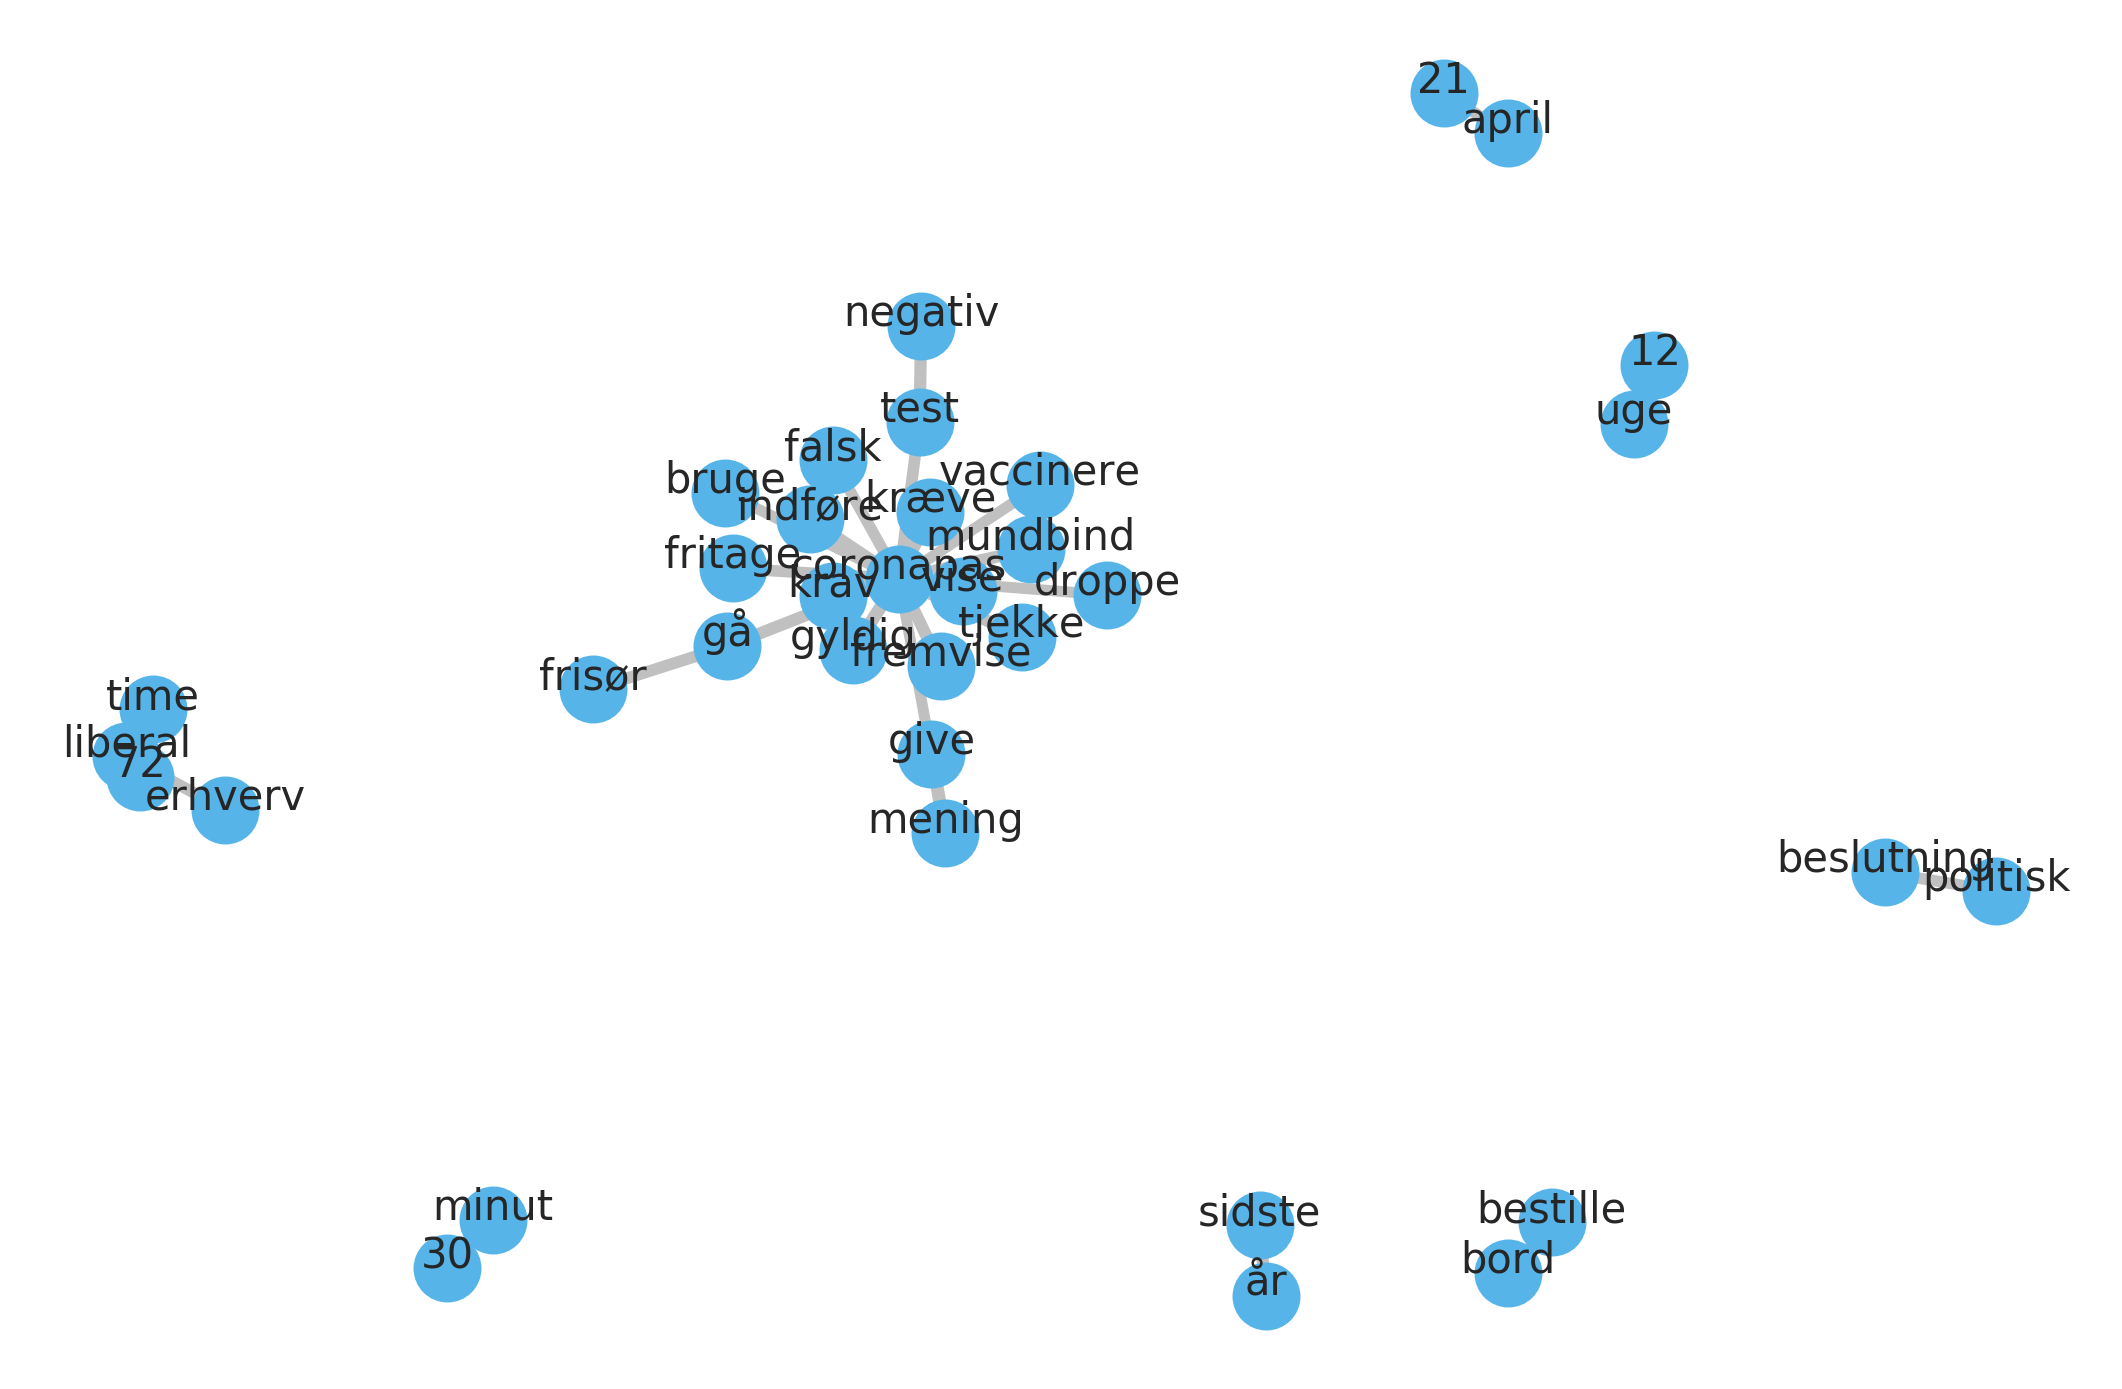 21
april
negativ
12
test
uge
falsk
vaccinere
bruge
kræve
indføre
mundbind
fritage
coronapas
vise
droppe
krav
tjekke
gå
gyldig
fremvise
frisør
time
liberal
give
72
erhverv
mening
beslutning
politisk
minut
sidste
bestille
30
bord
år